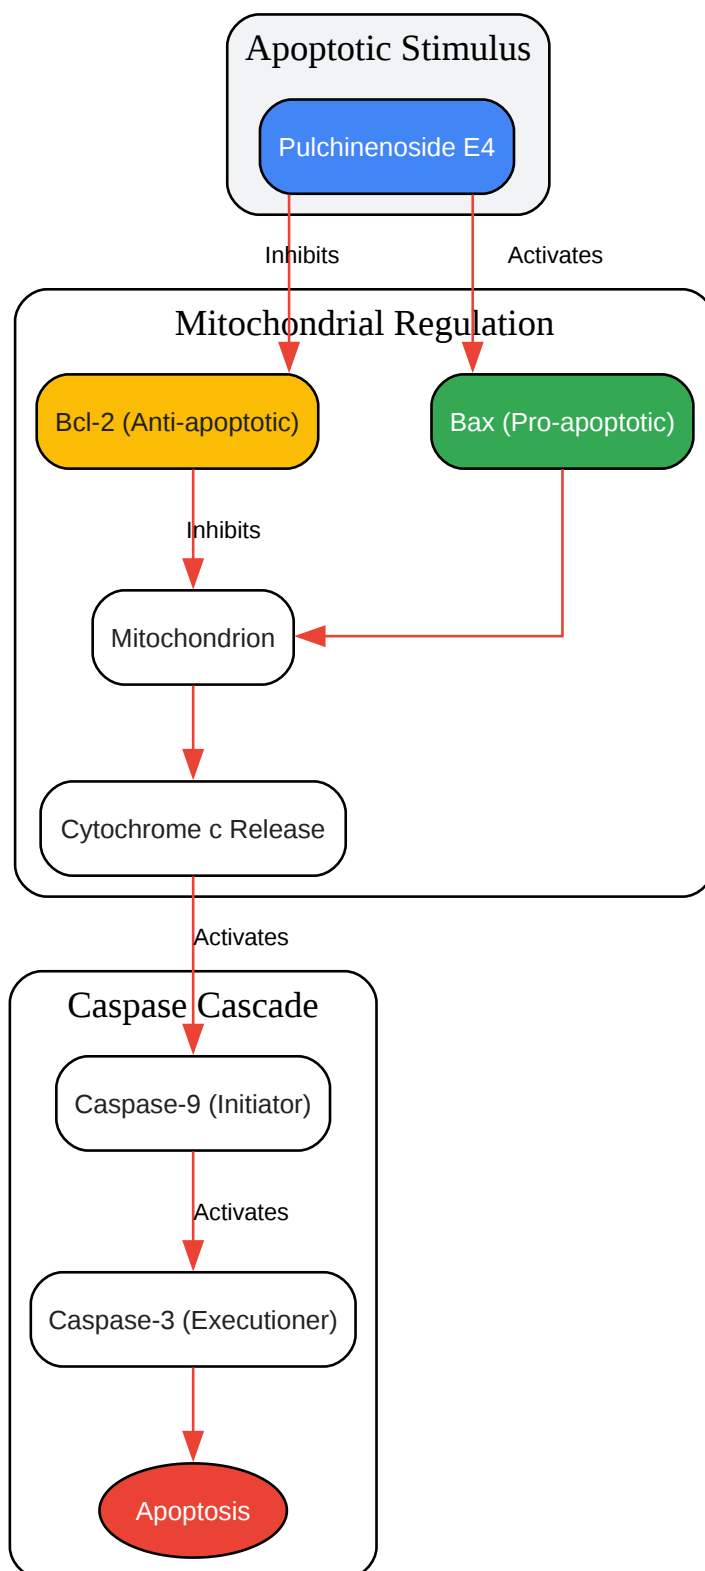 Apoptotic Stimulus
Pulchinenoside E4
Inhibits
Activates
Mitochondrial Regulation
Bcl-2 (Anti-apoptotic)
Bax (Pro-apoptotic)
Inhibits
Mitochondrion
Cytochrome c Release
Activates
Caspase Cascade
Caspase-9 (Initiator)
Activates
Caspase-3 (Executioner)
Apoptosis